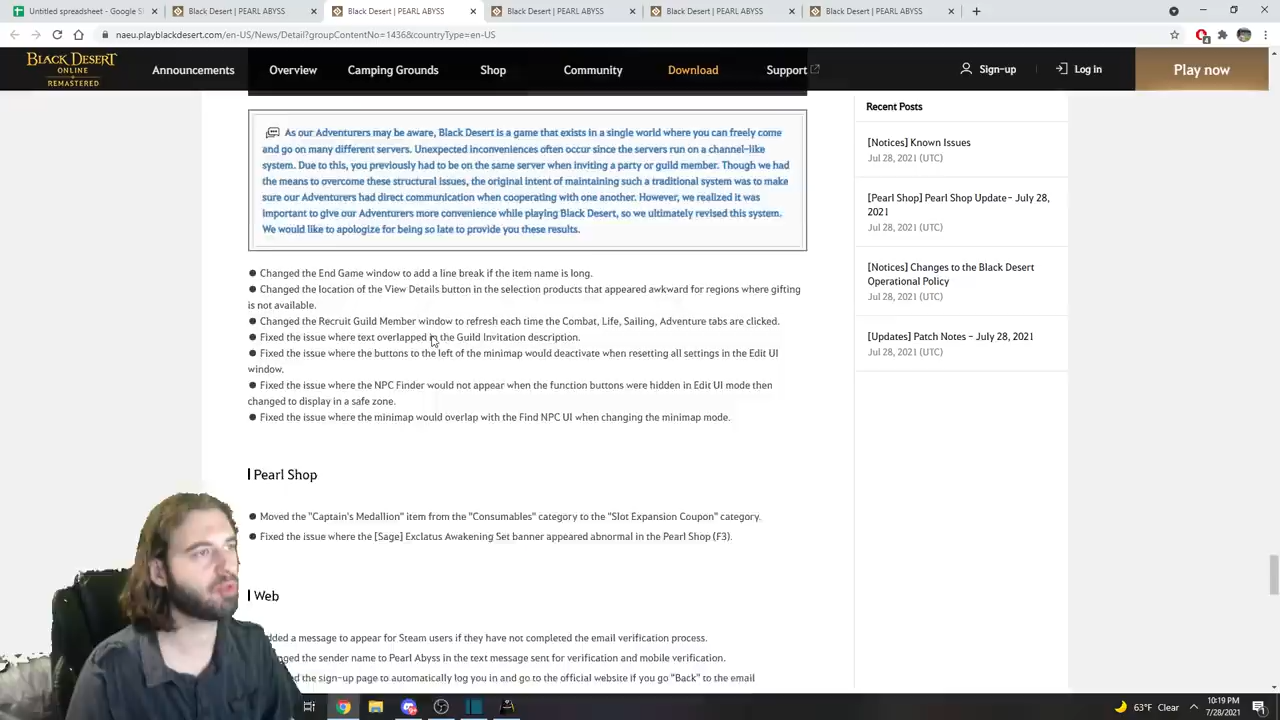 Untitled spreadsheet - Google S
Black Desert | PEARL ABYSS
Black Desert | PEARL ABYSS
Black Desert | PEARL ABYSS
Black Desert | PEARL ABYSS
Black Desert | PEARL ABYSS
naeu.playblackdesert.com/en-US/News/Detail?groupContentNo=1436&countryType=en-US
BLACK DESERT
ONLINE
REMASTERED
Announcements
Overview
Camping Grounds
Shop
Community
Download
Support
Sign-up
Log in
Play now
As our Adventurers may be aware, Black Desert is a game that exists in a single world where you can freely come
and go on many different servers. Unexpected inconveniences often occur since the servers run on a channel-like
system. Due to this, you previously had to be on the same server when inviting a party or guild member. Though we had
the means to overcome these structural issues, the original intent of maintaining such a traditional system was to make
sure our Adventurers had direct communication when cooperating with one another. However, we realized it was
important to give our Adventurers more convenience while playing Black Desert, so we ultimately revised this system.
We would like to apologize for being so late to provide you these results.
● Changed the End Game window to add a line break if the item name is long.
● Changed the location of the View Details button in the selection products that appeared awkward for regions where gifting
is not available.
● Changed the Recruit Guild Member window to refresh each time the Combat, Life, Sailing, Adventure tabs are clicked.
● Fixed the issue where text overlapped in the Guild Invitation description.
● Fixed the issue where the buttons to the left of the minimap would deactivate when resetting all settings in the Edit UI
window.
● Fixed the issue where the NPC Finder would not appear when the function buttons were hidden in Edit UI mode then
changed to display in a safe zone.
● Fixed the issue where the minimap would overlap with the Find NPC UI when changing the minimap mode.
Pearl Shop
● Moved the "Captain's Medallion" item from the "Consumables" category to the "Slot Expansion Coupon" category.
● Fixed the issue where the [Sage] Exclatus Awakening Set banner appeared abnormal in the Pearl Shop (F3).
Web
dded a message to appear for Steam users if they have not completed the email verification process.
nged the sender name to Pearl Abyss in the text message sent for verification and mobile verification.
d the sign-up page to automatically log you in and go to the official website if you go "Back" to the email
Recent Posts
[Notices] Known Issues
Jul 28, 2021 (UTC)
[Pearl Shop] Pearl Shop Update – July 28,
2021
Jul 28, 2021 (UTC)
[Notices] Changes to the Black Desert
Operational Policy
Jul 28, 2021 (UTC)
[Updates] Patch Notes – July 28, 2021
Jul 28, 2021 (UTC)
63°F Clear
10:19 PM
7/28/2021